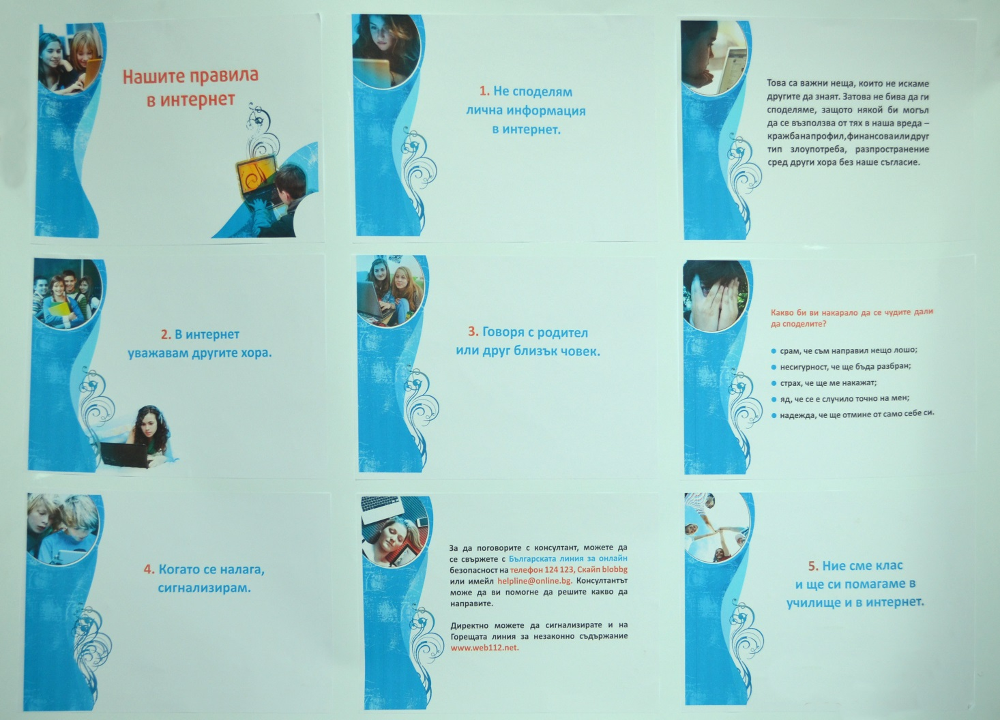 Нашите правила
в интернет
1. Не споделям
лична информация
в интернет.
Това са важни неща, които не искаме
другите да знаят. Затова не бива да ги
споделяме, защото някой би могъл
да се възползва от тях в наша вреда –
кражба на профил, финансова или друг
тип злоупотреба, разпространение
сред други хора без наше съгласие.
2. В интернет
уважавам другите хора.
3. Говоря с родител
или друг близък човек.
Какво би ви накарало да се чудите дали
да споделите?
срам, че съм направил нещо лошо;
несигурност, че ще бъда разбран;
страх, че ще ме накажат;
яд, че се е случило точно на мен;
надежда, че ще отмине от само себе си.
4. Когато се налага,
сигнализирам.
За да поговорите с консултант, можете да
се свържете с Българската линия за онлайн
безопасност на телефон 124 123, Скайп blobbg
или имейл helpline@online.bg. Консултантът
може да ви помогне да решите какво да
направите.
Директно можете да сигнализирате и на
Горещата линия за незаконно съдържание
www.web112.net.
5. Ние сме клас
и ще си помагаме в
училище и в интернет.